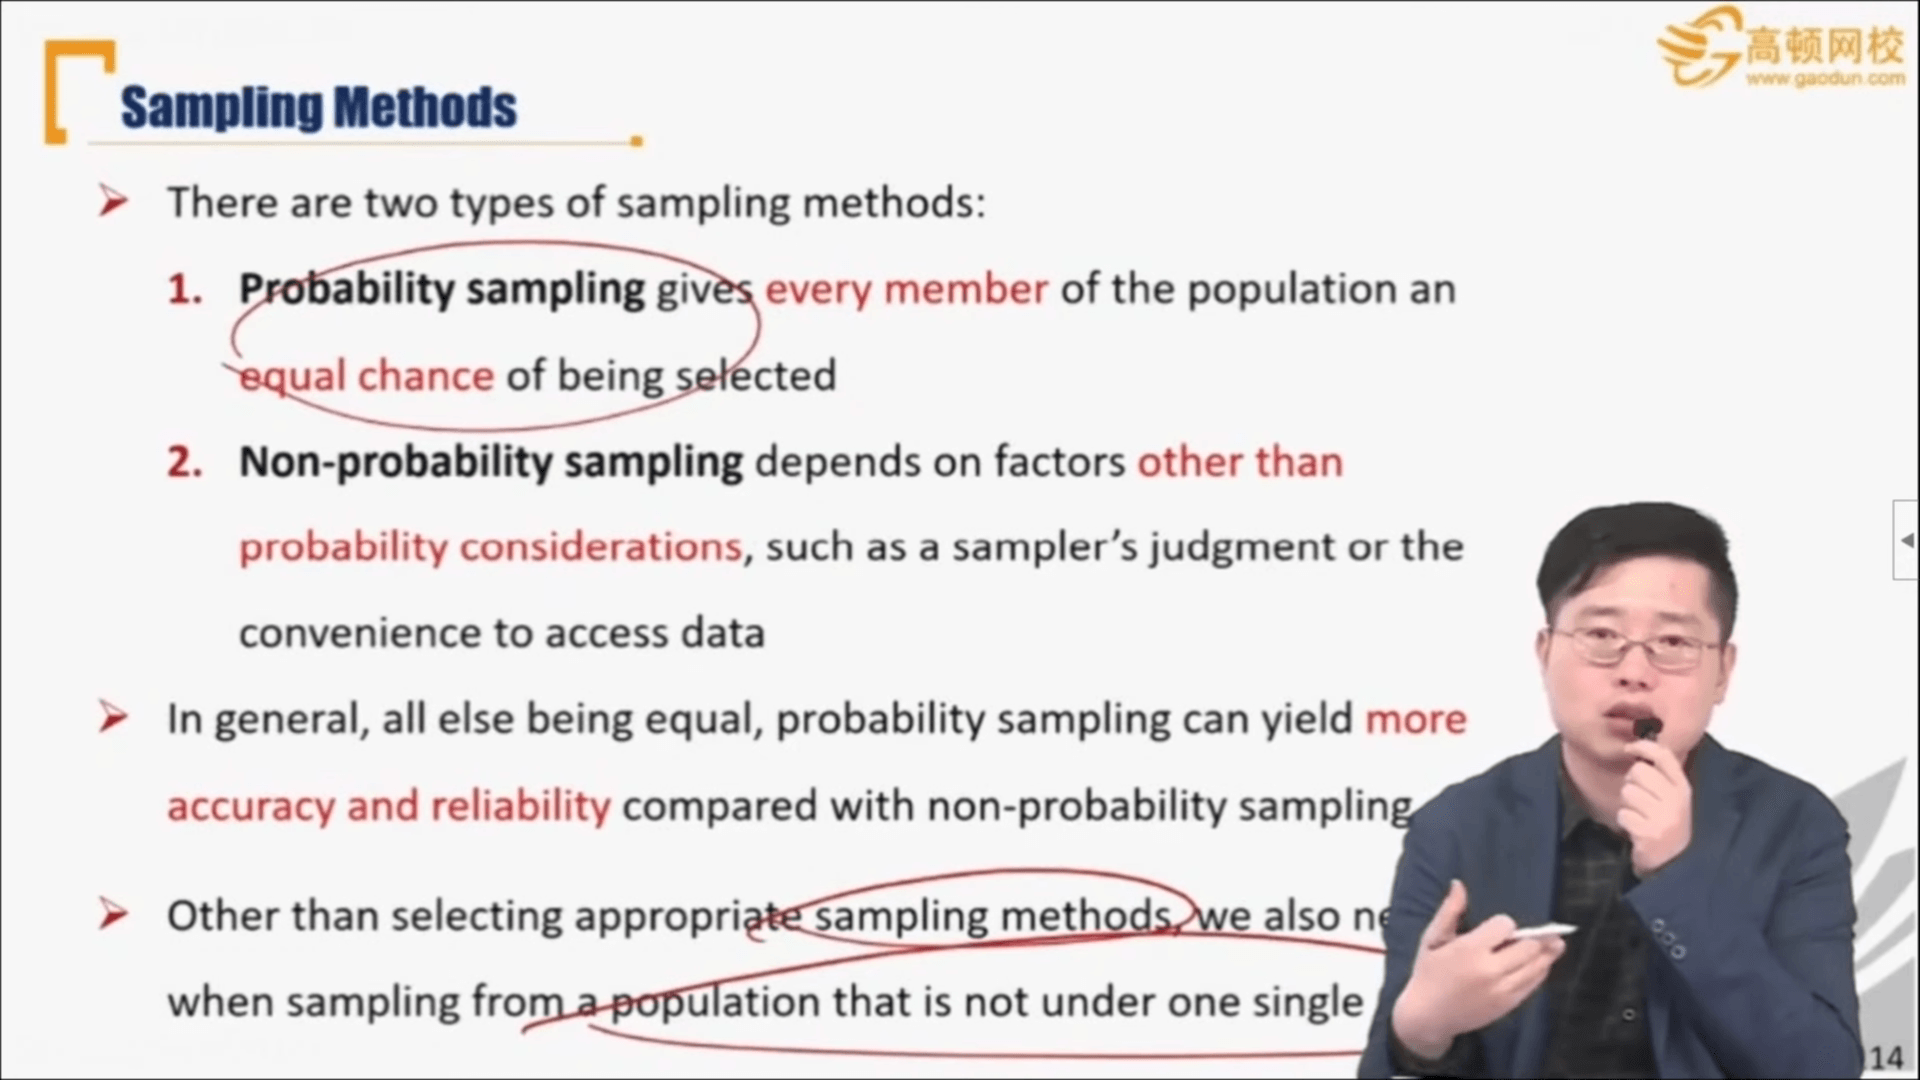 高顿网校
www.gaodun.com
Sampling Methods
There are two types of sampling methods:
1. Probability sampling gives every member of the population an
equal chance of being selected
2. Non-probability sampling depends on factors other than
probability considerations, such as a sampler's judgment or the
convenience to access data
In general, all else being equal, probability sampling can yield more
accuracy and reliability compared with non-probability sampling
Other than selecting appropriate sampling methods, we also
when sampling from a population that is not under one single
14